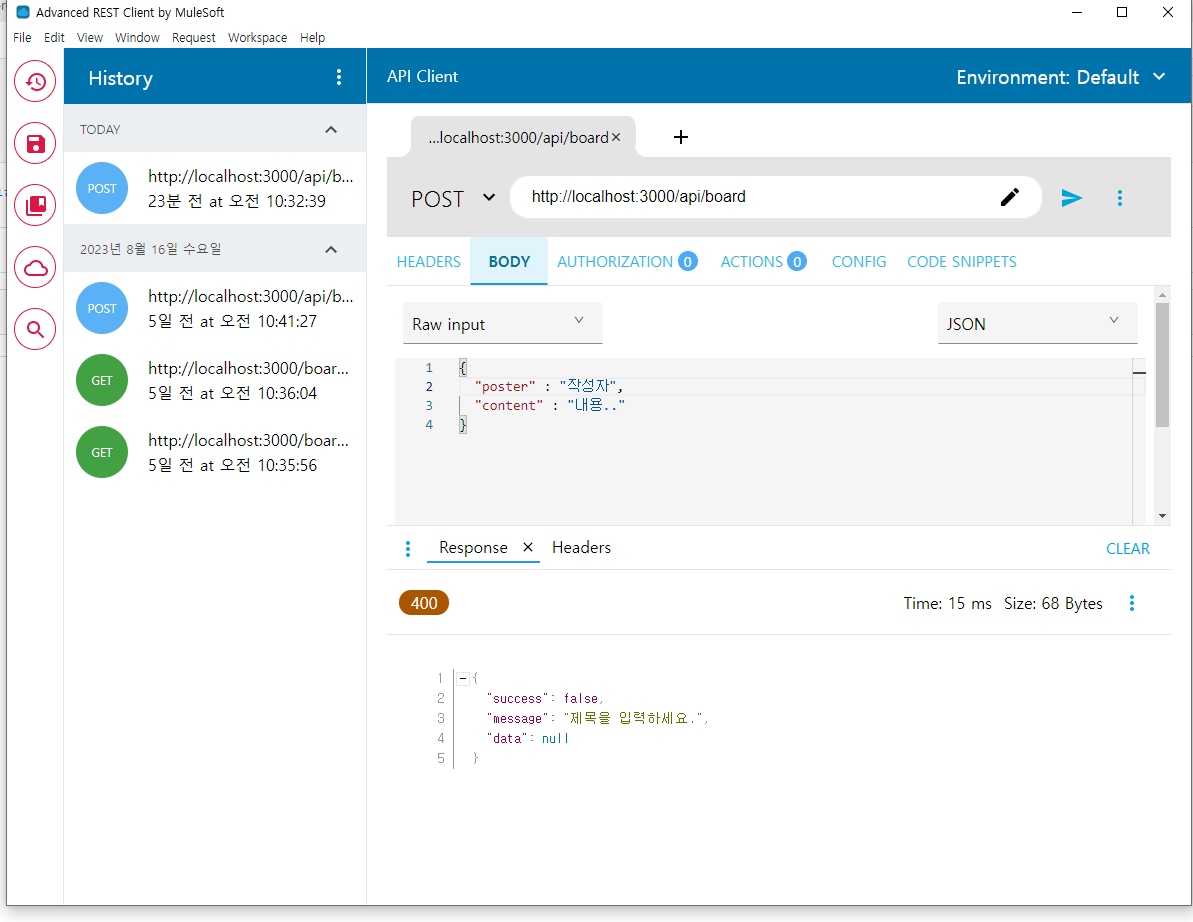 Advanced REST Client by MuleSoft
File Edit View Window Request Workspace Help
History
API Client
Environment: Default
TODAY
POST
http://localhost:3000/api/b...
23분 전 at 오전 10:32:39
2023년 8월 16일 수요일
POST
http://localhost:3000/api/b...
5일 전 at 오전 10:41:27
GET
http://localhost:3000/boar...
5일 전 at 오전 10:36:04
GET
http://localhost:3000/boar...
5일 전 at 오전 10:35:56
...localhost:3000/api/board
POST
http://localhost:3000/api/board
HEADERS BODY AUTHORIZATION 0 ACTIONS 0 CONFIG CODE SNIPPETS
Raw input
JSON
1 {
2 "poster" : "작성자",
3 "content" : "내용.."
4 }
Response Headers
CLEAR
400
Time: 15 ms Size: 68 Bytes
1 {
2 "success": false,
3 "message": "제목을 입력하세요.",
4 "data": null
5 }